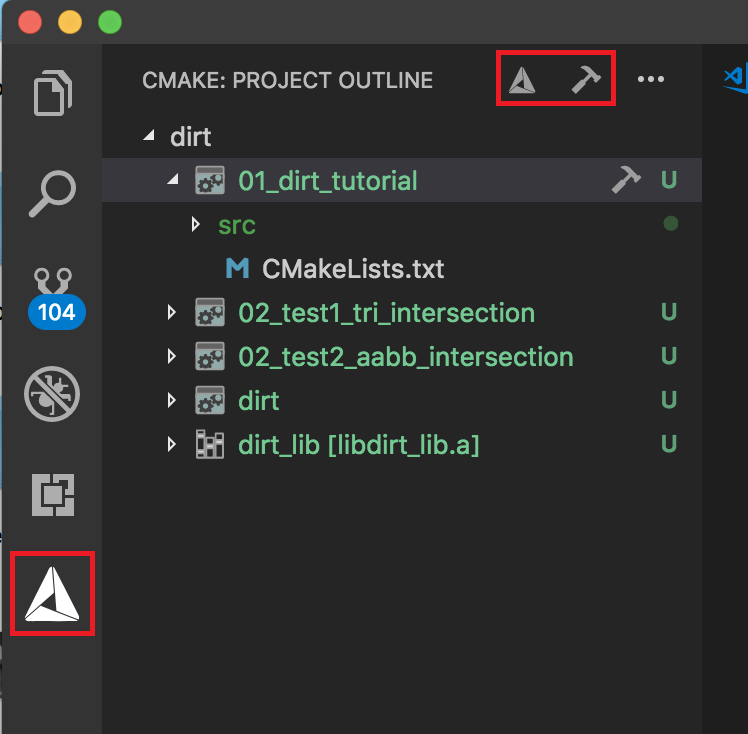 CMAKE: PROJECT OUTLINE
dirt
01_dirt_tutorial U
src
M CMakeLists.txt
104
02_test1_tri_intersection U
02_test2_aabb_intersection U
dirt U
dirt_lib [libdirt_lib.a] U